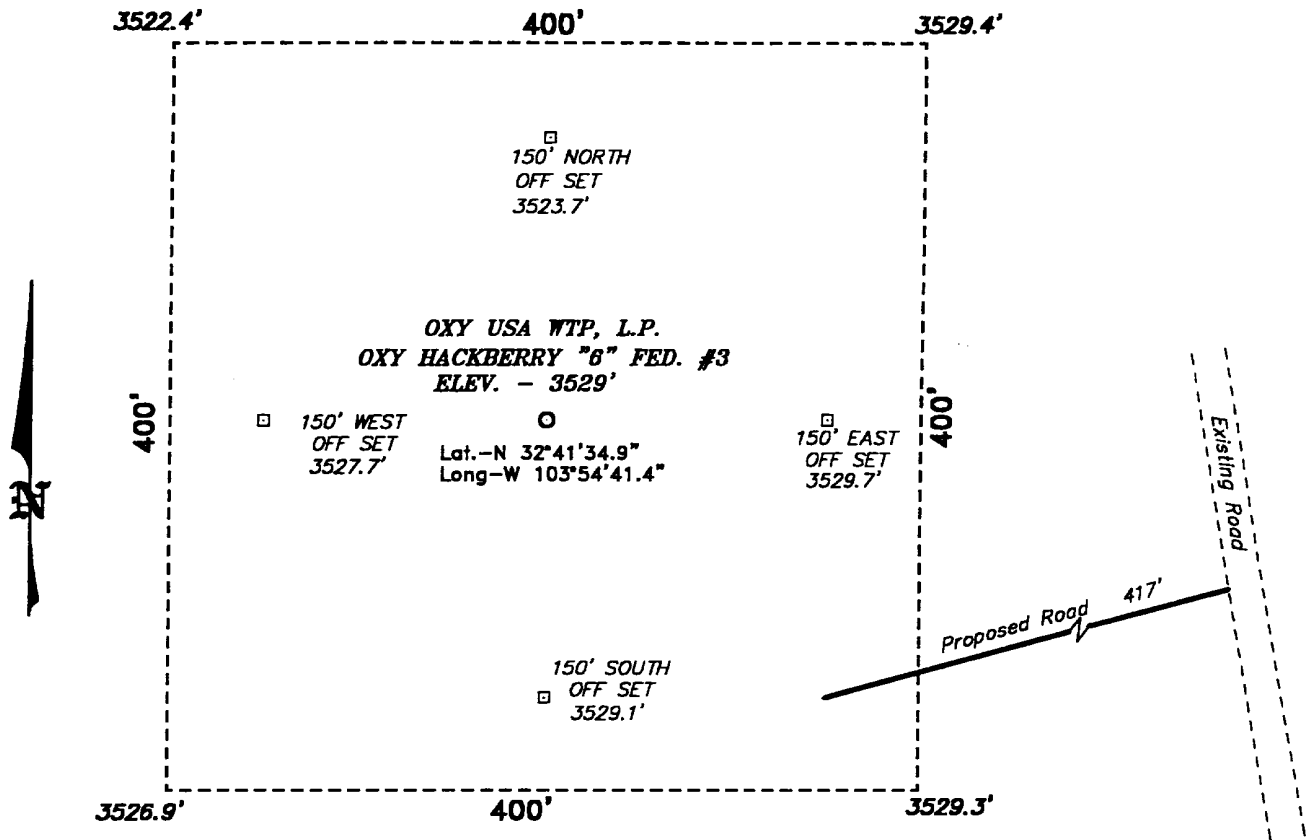 3522.4'
400'
3529.4'
150' NORTH
OFF SET
3523.7'
OXY USA WTP, L.P.
OXY HACKBERRY "6" FED. #3
ELEV. - 3529'
400'
150' WEST
OFF SET
3527.7'
Lat.-N 32°41'34.9"
Long-W 103°54'41.4"
150' EAST
OFF SET
3529.7'
400'
Existing Road
N
Proposed Road 417'
150' SOUTH
OFF SET
3529.1'
3526.9'
400'
3529.3'